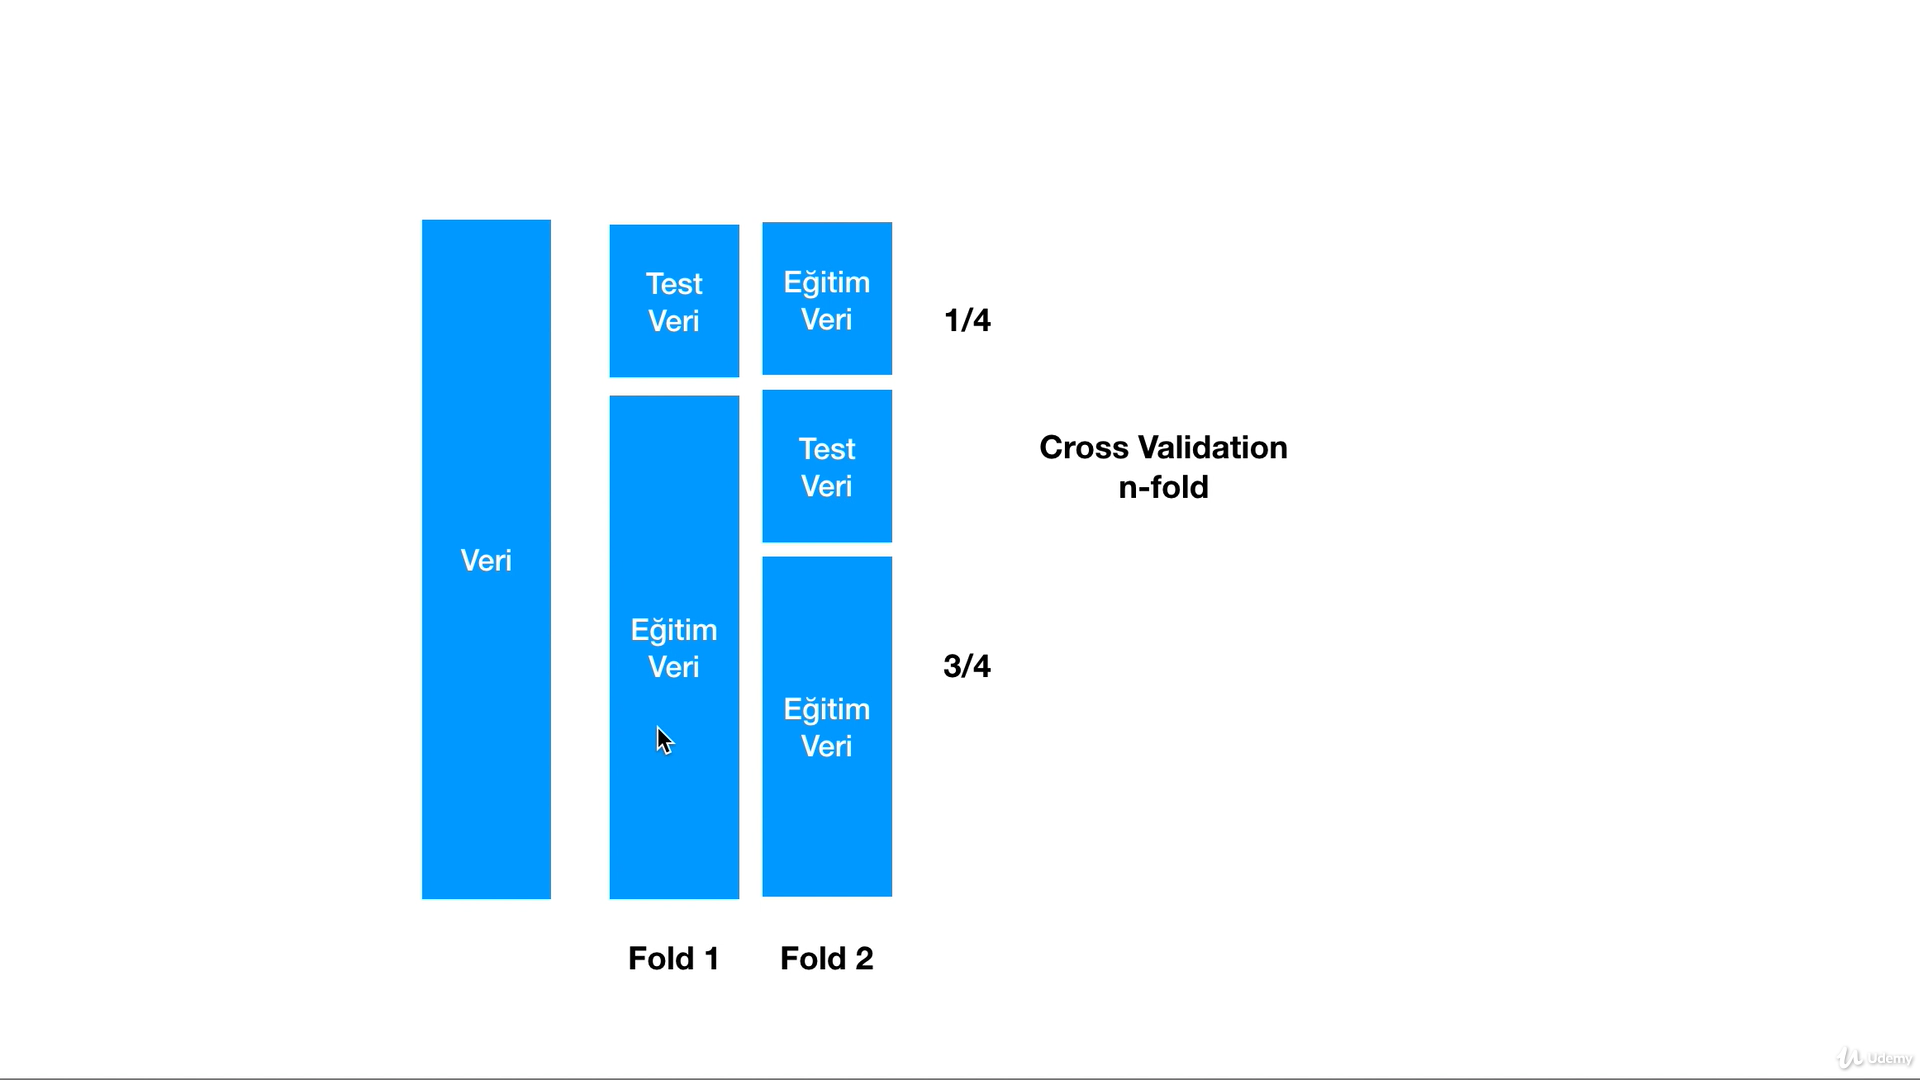 Veri
Test
Veri
Eğitim
Veri
Fold 1
Eğitim
Veri
Test
Veri
Eğitim
Veri
Fold 2
1/4
3/4
Cross Validation
n-fold
Udemy